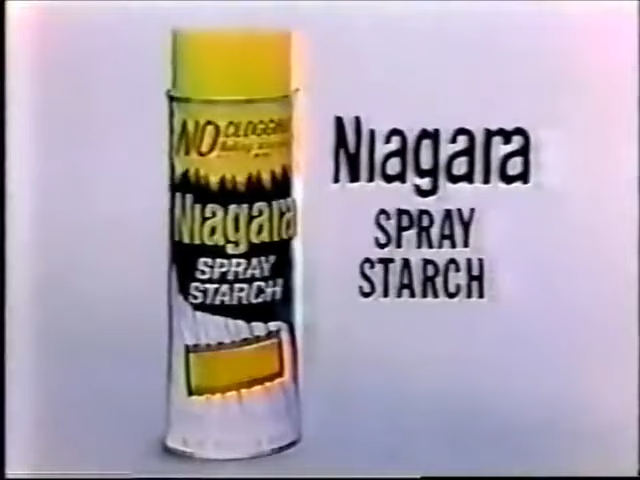 NO CLOGGING
Niagara
SPRAY
STARCH
Niagara
SPRAY
STARCH